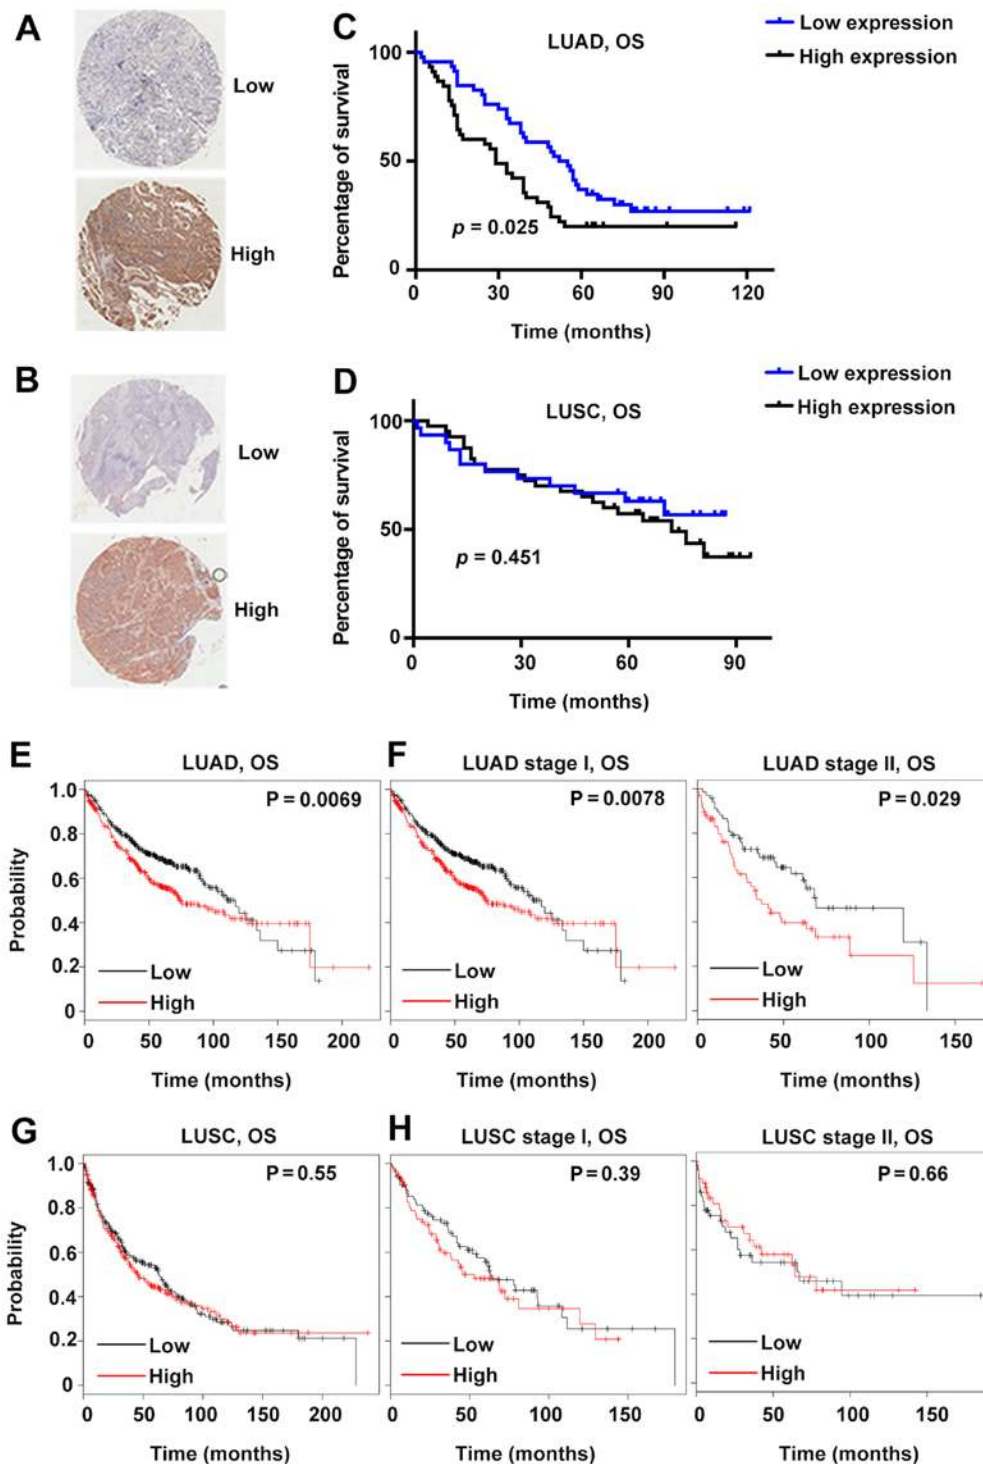 A
Low
High
C
LUAD, OS
Low expression
High expression
Percentage of survival
100
50
0
p = 0.025
0 30 60 90 120
Time (months)
B
Low
High
D
LUSC, OS
Low expression
High expression
Percentage of survival
100
50
0
p = 0.451
0 30 60 90
Time (months)
E
LUAD, OS
P = 0.0069
Probability
1.0
0.8
0.6
0.4
0.2
0
Low
High
0 50 100 150 200
Time (months)
F
LUAD stage I, OS
P = 0.0078
Low
High
0 50 100 150 200
Time (months)
LUAD stage II, OS
P = 0.029
Low
High
0 50 100 150
Time (months)
G
LUSC, OS
P = 0.55
Probability
1.0
0.8
0.6
0.4
0.2
0
Low
High
0 50 100 150 200
Time (months)
H
LUSC stage I, OS
P = 0.39
Low
High
0 50 100 150
Time (months)
LUSC stage II, OS
P = 0.66
Low
High
0 50 100 150
Time (months)